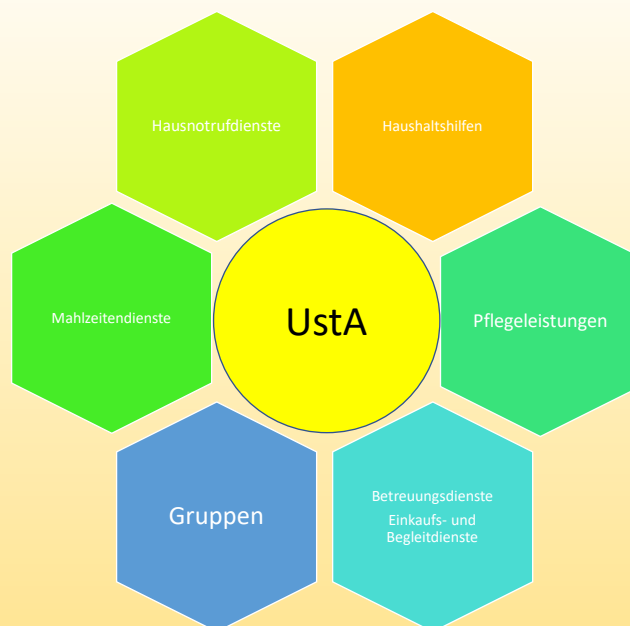 Hausnotrufdienste
Haushaltshilfen
Mahlzeitendienste
UstA
Pflegeleistungen
Gruppen
Betreuungsdienste
Einkaufs- und
Begleitdienste